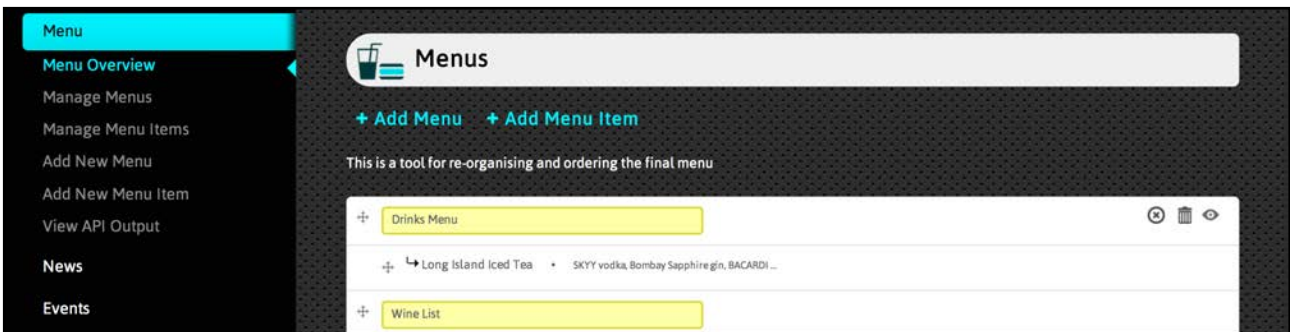 Menu
Menu Overview
Manage Menus
Manage Menu Items
Add New Menu
Add New Menu Item
View API Output
News
Events
Menus
+ Add Menu + Add Menu Item
This is a tool for re-organising and ordering the final menu
Drinks Menu
Long Island Iced Tea • SKYY vodka, Bombay Sapphire gin, BACARDI ...
Wine List